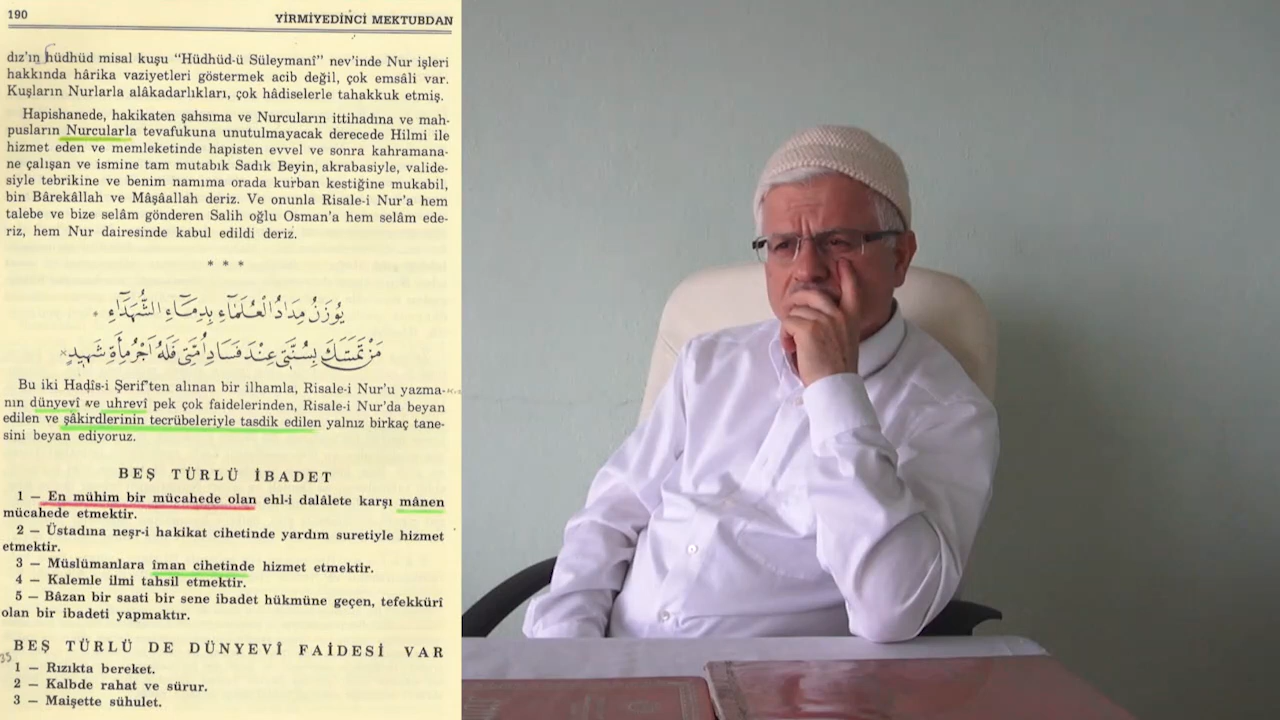 190
YİRMİYEDİNCİ MEKTUBDAN
dız'ın hüdhüd misal kuşu "Hüdhüd-ü Süleymanî" nev'inde Nur işleri
hakkında hârika vaziyetleri göstermek acib değil, çok emsâli var.
Kuşların Nurlarla alâkadarlıkları, çok hâdiselerle tahakkuk etmiş.
Hapishanede, hakikaten şahsıma ve Nurcuların ittihadına ve mah-
pusların Nurcularla tevafukuna unutulmayacak derecede Hilmi ile
hizmet eden ve memleketinde hapisten evvel ve sonra kahramana-
ne çalışan ve ismine tam mutabık Sadık Beyin, akrabasiyle, valide-
siyle tebrikine ve benim namıma orada kurban kestiğine mukabil,
bin Bârekâllah ve Mâşâallah deriz. Ve onunla Risale-i Nur'a hem
talebe ve bize selâm gönderen Salih oğlu Osman'a hem selâm ede-
riz, hem Nur dairesinde kabul edildi deriz.
* * *
يُوزَنُ مِدَادُ الْعُلَمَاءِ بِدِمَاءِ الشُّهَدَاءِ
مَنْ تَمَسَّكَ بِسُنَّتِي عِنْدَ فَسَادِ اُمَّتِي فَلَهُ اَجْرُ مِأَةِ شَهِيدٍ
Bu iki Hadîs-i Şerif'ten alınan bir ilhamla, Risale-i Nur'u yazma-
nın dünyevî ve uhrevî pek çok faidelerinden, Risale-i Nur'da beyan
edilen ve şâkirdlerinin tecrübeleriyle tasdik edilen yalnız birkaç tane-
sini beyan ediyoruz.
BEŞ TÜRLÜ İBADET
1 — En mühim bir mücahede olan ehl-i dalâlete karşı mânen
mücahede etmektir.
2 — Üstadına neşr-i hakikat cihetinde yardım suretiyle hizmet
etmektir.
3 — Müslümanlara iman cihetinde hizmet etmektir.
4 — Kalemle ilmi tahsil etmektir.
5 — Bâzan bir saati bir sene ibadet hükmüne geçen, tefekkürî
olan bir ibadeti yapmaktır.
BEŞ TÜRLÜ DE DÜNYEVÎ FAİDESİ VAR
1 — Rızıkta bereket.
2 — Kalbde rahat ve sürur.
3 — Maişette sühulet.